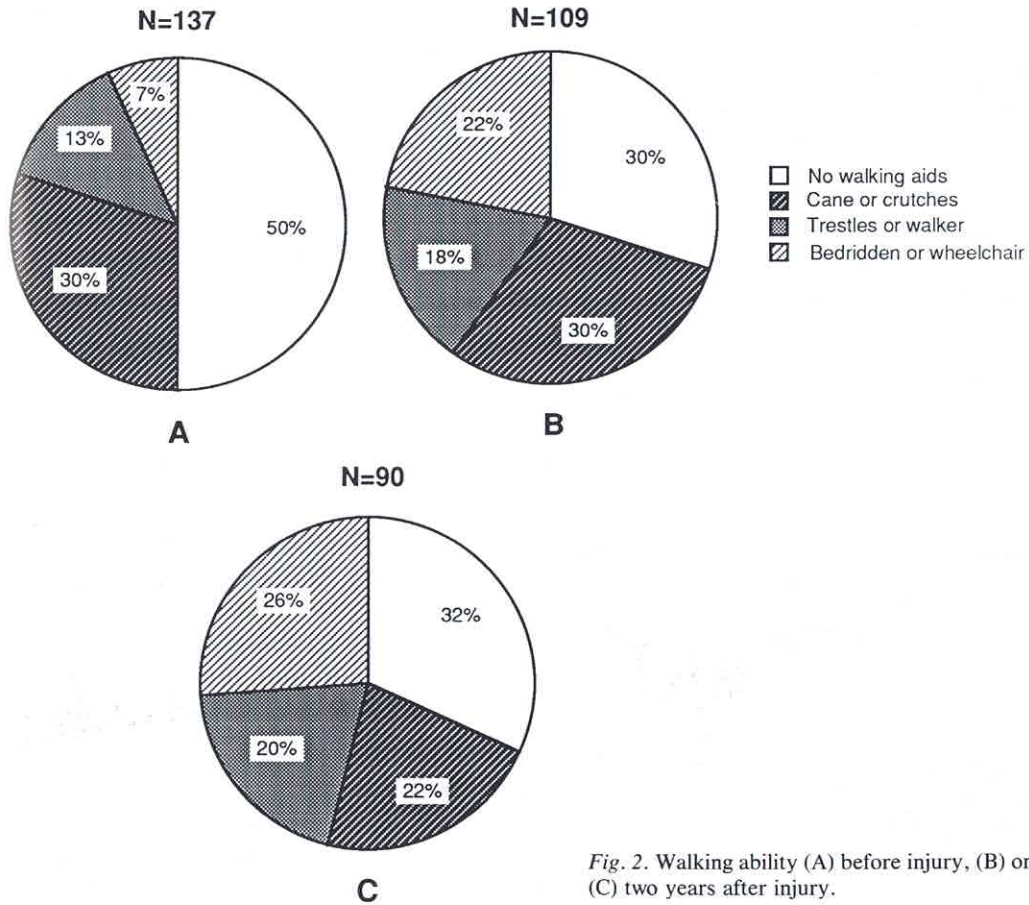 N=137
7%
13%
50%
30%
A
N=109
22%
30%
18%
30%
B
No walking aids
Cane or crutches
Trestles or walker
Bedridden or wheelchair
N=90
26%
32%
20%
22%
C
Fig. 2. Walking ability (A) before injury, (B) or
(C) two years after injury.